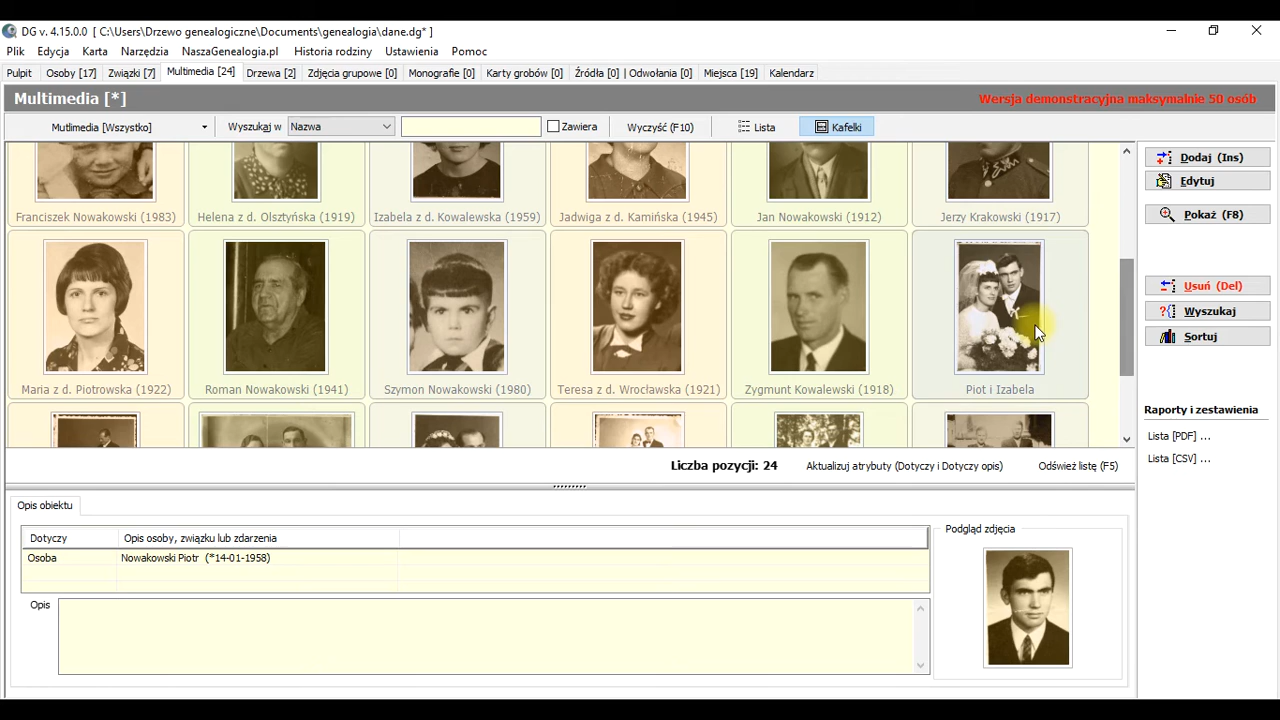 DG v. 4.15.0.0 [ C:\Users\Drzewo genealogiczne\Documents\genealogia\dane.dg* ]
Plik Edycja Karta Narzędzia NaszaGenealogia.pl Historia rodziny Ustawienia Pomoc
Pulpit Osoby [17] Związki [7] Multimedia [24] Drzewa [2] Zdjęcia grupowe [0] Monografie [0] Karty grobów [0] Źródła [0] | Odwołania [0] Miejsca [19] Kalendarz
Multimedia [*] Wersja demonstracyjna maksymalnie 50 osób
Mutlimedia [Wszystko] Wyszukaj w Nazwa Zawiera Wyczyść (F10) Lista Kafelki
Franciszek Nowakowski (1983) Helena z d. Olsztyńska (1919) Izabela z d. Kowalewska (1959) Jadwiga z d. Kamińska (1945) Jan Nowakowski (1912) Jerzy Krakowski (1917)
Maria z d. Piotrowska (1922) Roman Nowakowski (1941) Szymon Nowakowski (1980) Teresa z d. Wrocławska (1921) Zygmunt Kowalewski (1918) Piot i Izabela
Dodaj (Ins)
Edytuj
Pokaż (F8)
Usuń (Del)
Wyszukaj
Sortuj
Raporty i zestawienia
Lista [PDF] ...
Lista [CSV] ...
Liczba pozycji: 24 Aktualizuj atrybuty (Dotyczy i Dotyczy opis) Odśwież listę (F5)
Opis obiektu
Dotyczy Opis osoby, związku lub zdarzenia
Osoba Nowakowski Piotr (*14-01-1958)
Opis
Podgląd zdjęcia